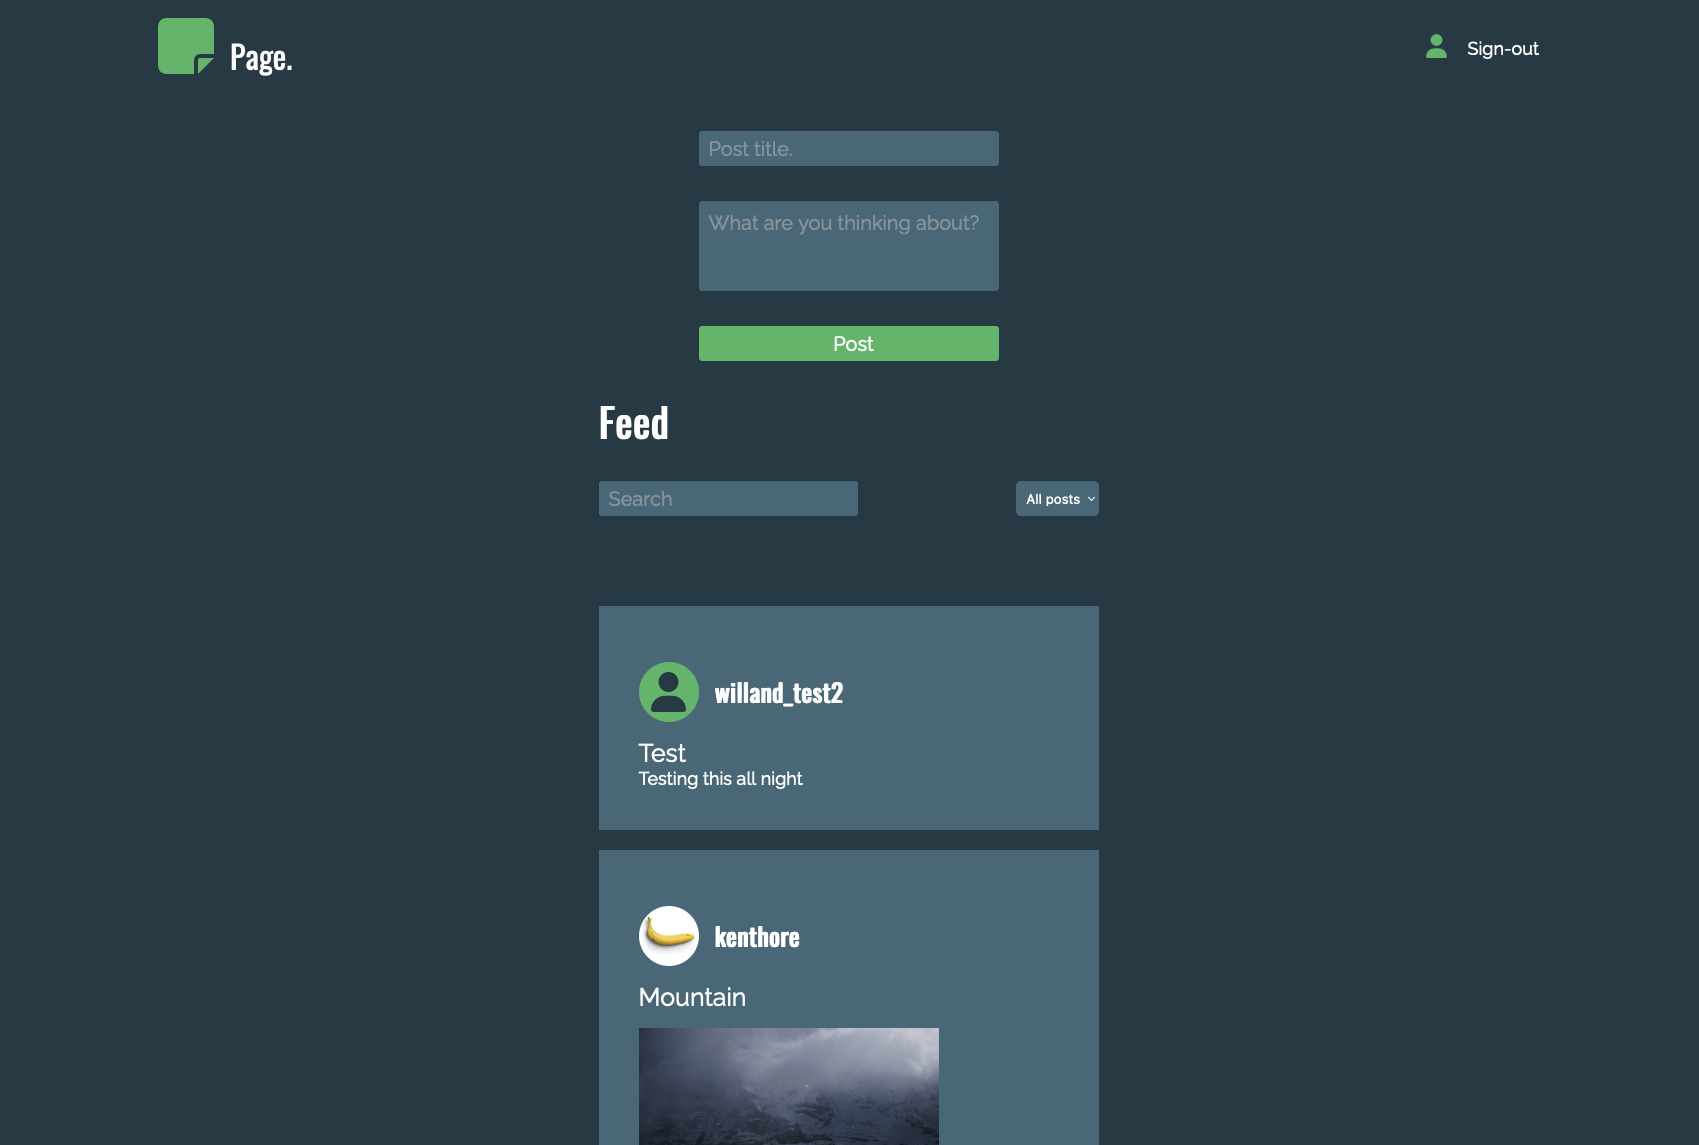 Page.
Sign-out
Post title.
What are you thinking about?
Post
Feed
Search
All posts
willand_test2
Test
Testing this all night
kenthore
Mountain